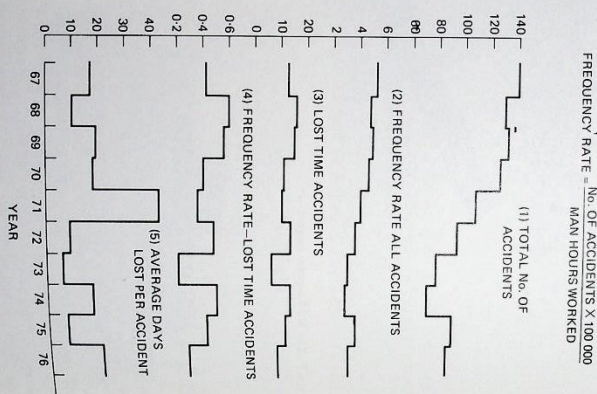 FREQUENCY RATE = No. OF ACCIDENTS X 100 000
MAN HOURS WORKED
140
120
100
80
60
6
4
2
0
20
10
0
0·6
0·4
0·2
40
30
20
10
0
(1) TOTAL No. OF
ACCIDENTS
(2) FREQUENCY RATE ALL ACCIDENTS
(3) LOST TIME ACCIDENTS
(4) FREQUENCY RATE–LOST TIME ACCIDENTS
(5) AVERAGE DAYS
LOST PER ACCIDENT
67 68 69 70 71 72 73 74 75 76
YEAR